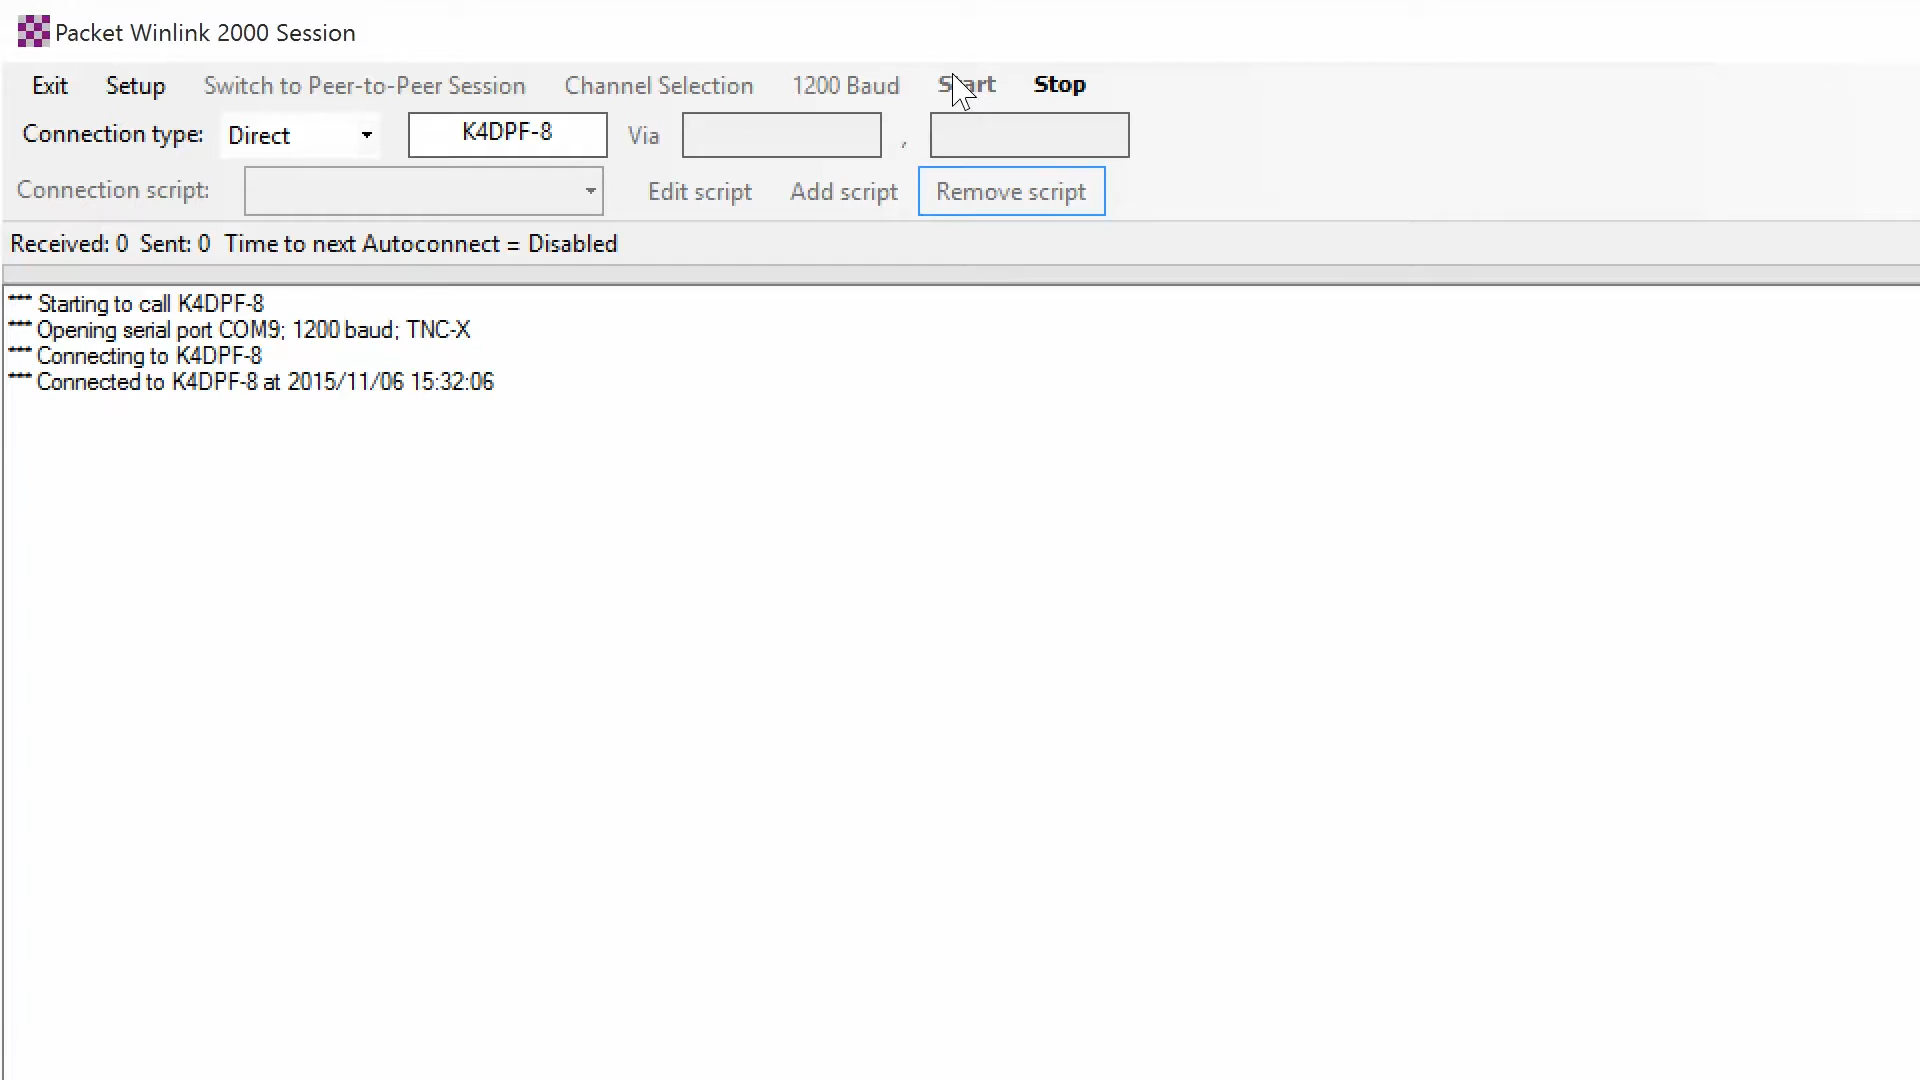 Packet Winlink 2000 Session
Exit Setup Switch to Peer-to-Peer Session Channel Selection 1200 Baud Start Stop
Connection type: Direct K4DPF-8 Via ,
Connection script: Edit script Add script Remove script
Received: 0 Sent: 0 Time to next Autoconnect = Disabled
*** Starting to call K4DPF-8
*** Opening serial port COM9; 1200 baud; TNC-X
*** Connecting to K4DPF-8
*** Connected to K4DPF-8 at 2015/11/06 15:32:06